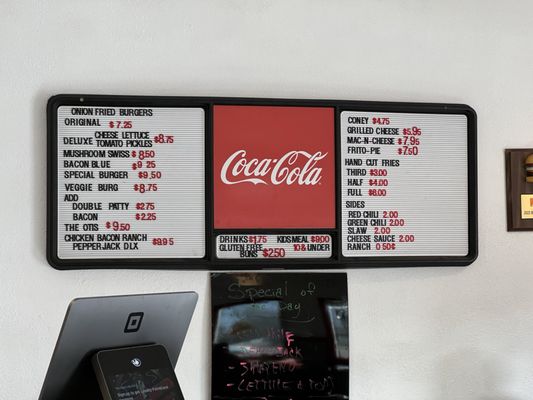 ONION FRIED BURGERS
ORIGINAL $7.25
DELUXE CHEESE LETTUCE TOMATO PICKLES $8.75
MUSHROOM SWISS $8.50
BACON BLUE $9 25
SPECIAL BURGER $9.50
VEGGIE BURG $8.75
ADD
DOUBLE PATTY $2.75
BACON $2.25
THE OTIS $9.50
CHICKEN BACON RANCH $9.95
PEPPERJACK DLX
Coca-Cola
DRINKS $1.75 KIDS MEAL $9.00
GLUTEN FREE BUNS $2.50 10 & UNDER
CONEY $4.75
GRILLED CHEESE $5.95
MAC-N-CHEESE $7.95
FRITO-PIE $7.50
HAND CUT FRIES
THIRD $3.00
HALF $4.00
FULL $6.00
SIDES
RED CHILI 2.00
GREEN CHILI 2.00
SLAW 2.00
CHEESE SAUCE 2.00
RANCH 0 50¢
Special of
Day